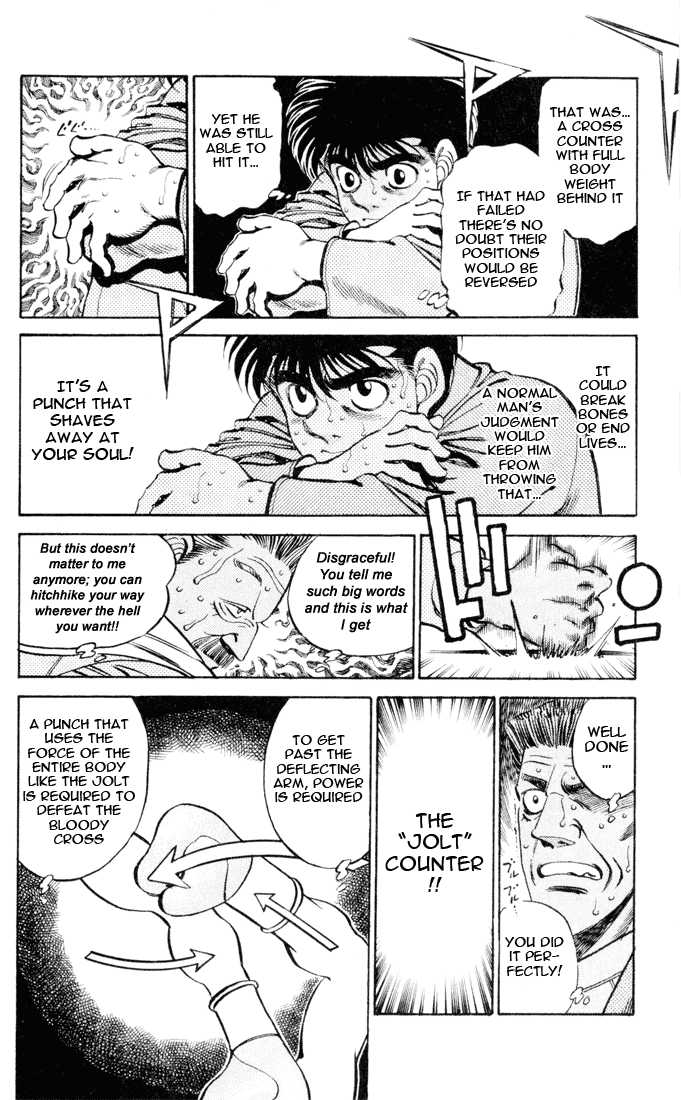 THAT WAS...
A CROSS
COUNTER
WITH FULL
BODY
WEIGHT
BEHIND IT
IF THAT HAD
FAILED
THERE'S NO
DOUBT THEIR
POSITIONS
WOULD BE
REVERSED
YET HE
WAS STILL
ABLE TO
HIT IT...
IT
COULD
BREAK
BONES
OR END
LIVES...
A NORMAL
MAN'S
JUDGMENT
WOULD
KEEP HIM
FROM
THROWING
THAT...
IT'S A
PUNCH THAT
SHAVES
AWAY AT
YOUR SOUL!
Disgraceful!
You tell me
such big words
and this is what
I get
But this doesn't
matter to me
anymore; you can
hitchhike your way
wherever the hell
you want!!
WELL
DONE
...
ブルブル
YOU DID
IT PER-
FECTLY!
THE
"JOLT"
COUNTER
!!
TO GET
PAST THE
DEFLECTING
ARM, POWER
IS REQUIRED
A PUNCH THAT
USES THE
FORCE OF THE
ENTIRE BODY
LIKE THE JOLT
IS REQUIRED TO
DEFEAT THE
BLOODY
CROSS